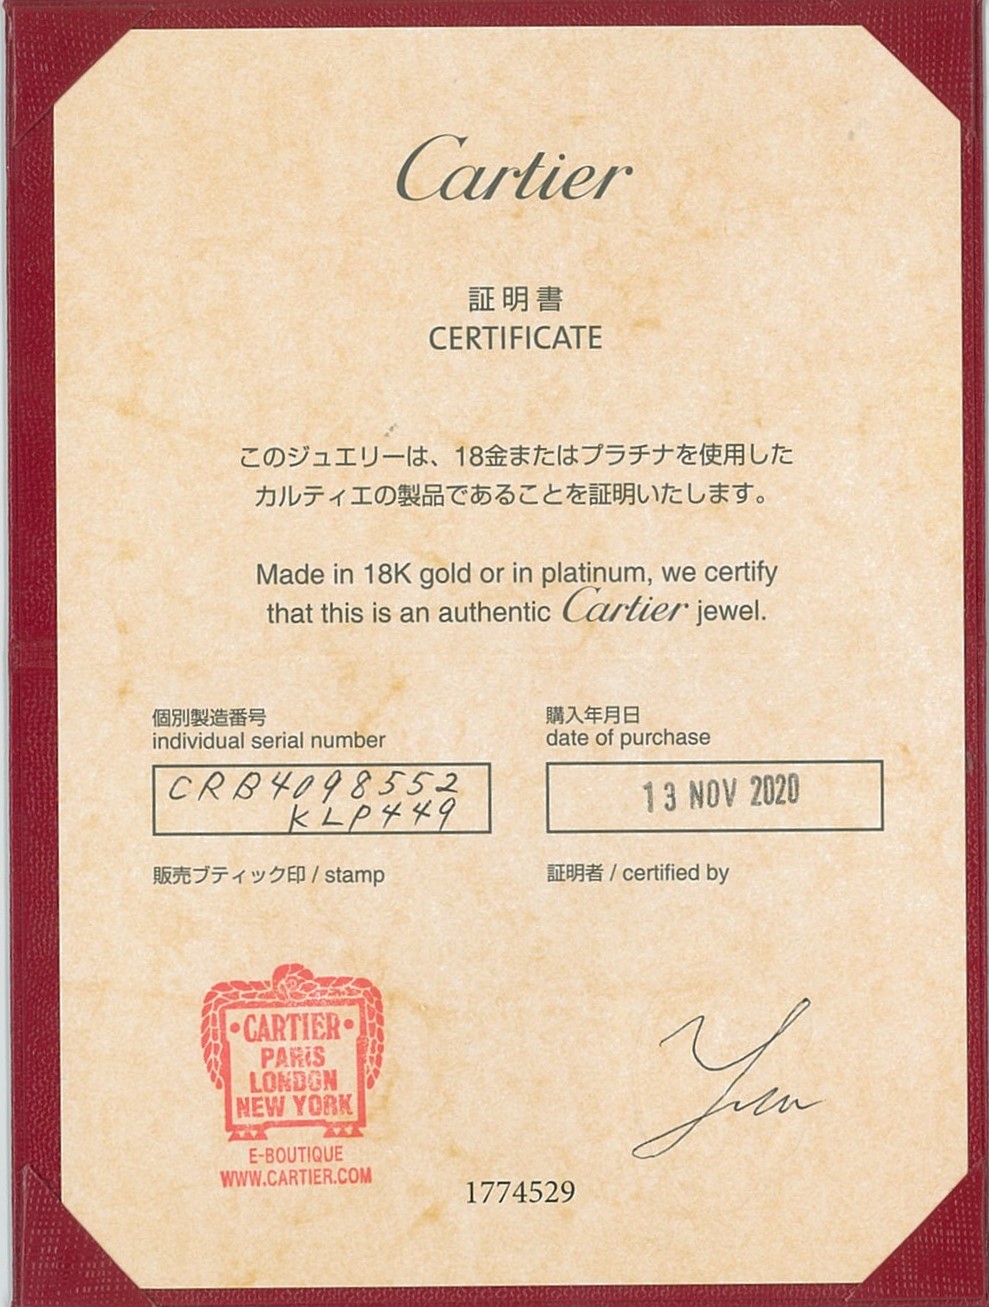 Cartier
証明書
CERTIFICATE
このジュエリーは、18金またはプラチナを使用した
カルティエの製品であることを証明いたします。
Made in 18K gold or in platinum, we certify
that this is an authentic Cartier jewel.
個別製造番号
individual serial number
CRB4098552
KLP449
購入年月日
date of purchase
13 NOV 2020
販売ブティック印 / stamp
証明者 / certified by
·CARTIER·
PARIS
LONDON
NEW YORK
E-BOUTIQUE
WWW.CARTIER.COM
1774529